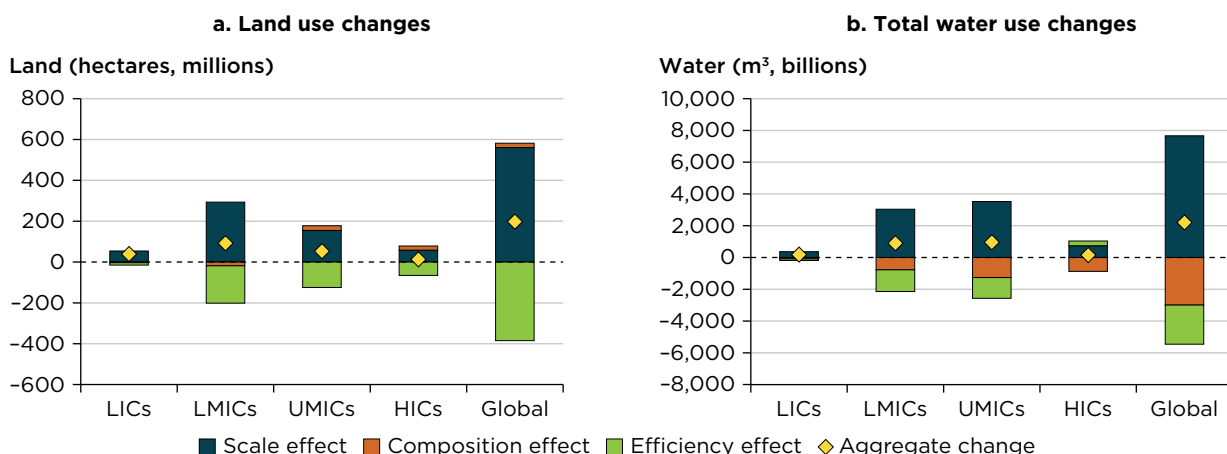 a. Land use changes
Land (hectares, millions)
800
600
400
200
0
–200
–400
–600
LICs LMICs UMICs HICs Global
b. Total water use changes
Water (m³, billions)
10,000
8,000
6,000
4,000
2,000
0
–2,000
–4,000
–6,000
–8,000
LICs LMICs UMICs HICs Global
Scale effect Composition effect Efficiency effect Aggregate change